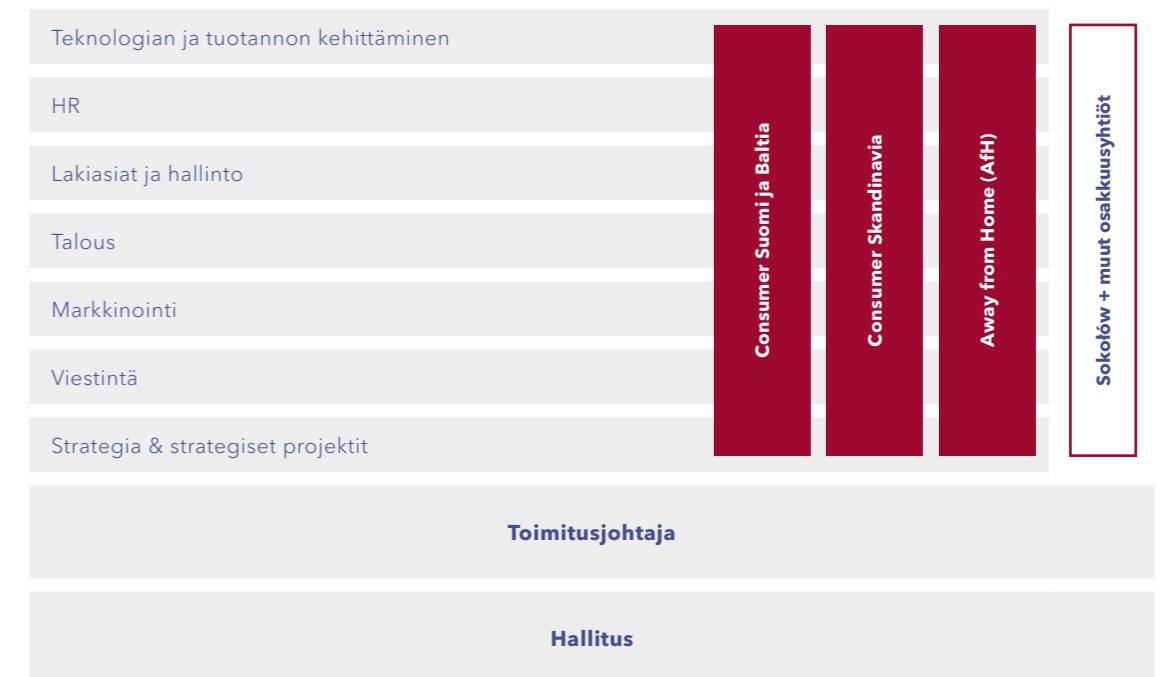 Teknologian ja tuotannon kehittäminen
HR
Lakiasiat ja hallinto
Talous
Markkinointi
Viestintä
Strategia & strategiset projektit
Consumer Suomi ja Baltia
Consumer Skandinavia
Away from Home (AfH)
Sokołów + muut osakkuusyhtiöt
Toimitusjohtaja
Hallitus